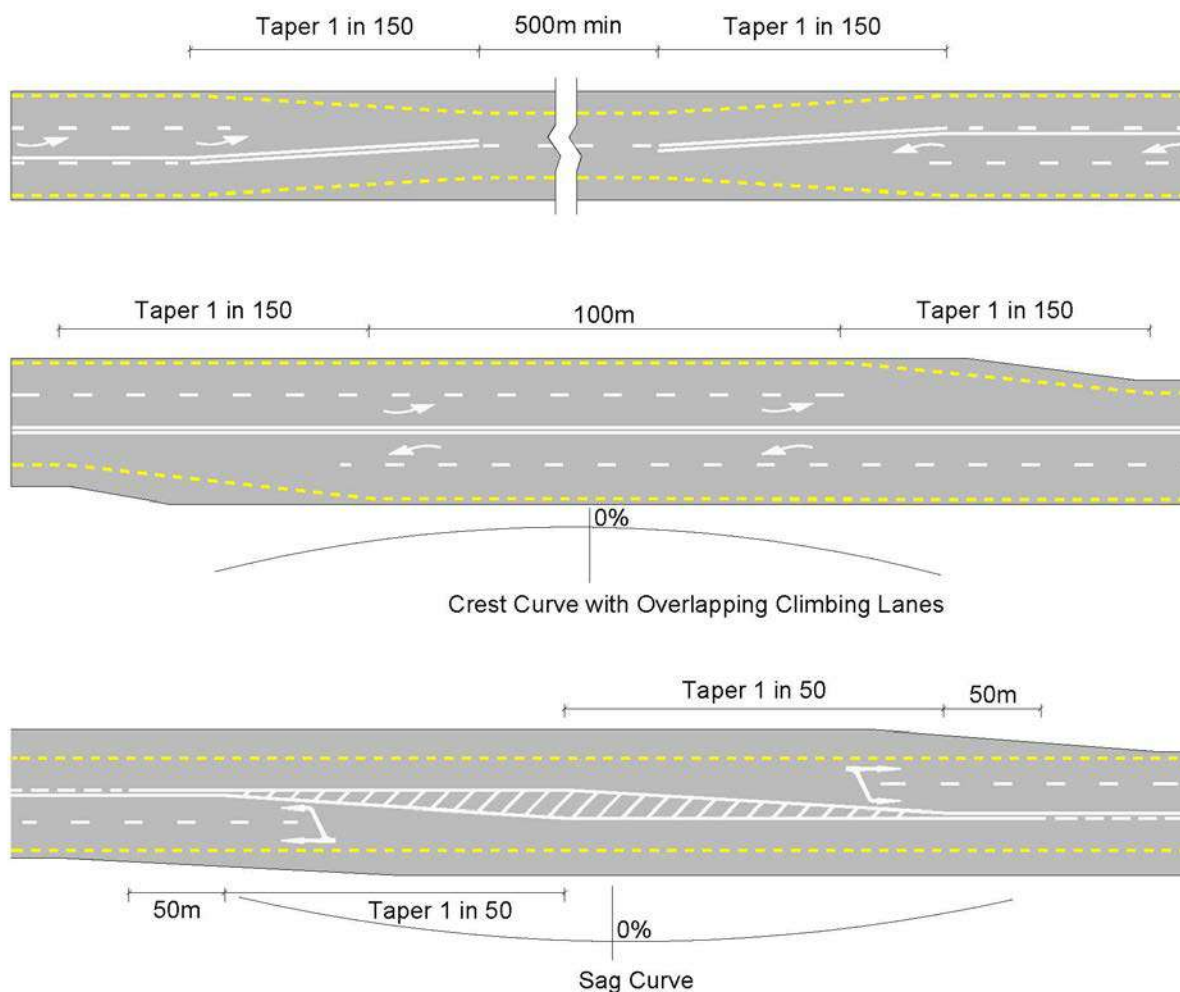 Taper 1 in 150 500m min Taper 1 in 150
Taper 1 in 150 100m Taper 1 in 150
0%
Crest Curve with Overlapping Climbing Lanes
Taper 1 in 50 50m
50m Taper 1 in 50
0%
Sag Curve